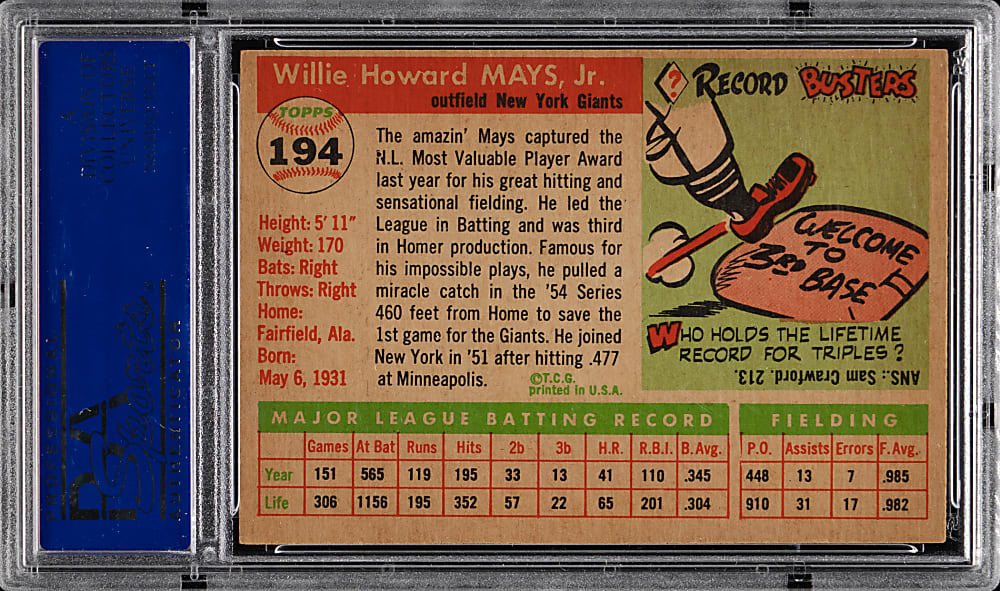 Willie Howard MAYS, Jr.
outfield New York Giants
TOPPS
194
Height: 5' 11"
Weight: 170
Bats: Right
Throws: Right
Home:
Fairfield, Ala.
Born:
May 6, 1931
The amazin' Mays captured the
N.L. Most Valuable Player Award
last year for his great hitting and
sensational fielding. He led the
League in Batting and was third
in Homer production. Famous for
his impossible plays, he pulled a
miracle catch in the '54 Series
460 feet from Home to save the
1st game for the Giants. He joined
New York in '51 after hitting .477
at Minneapolis.
©T.C.G.
printed in U.S.A.
? RECORD BUSTERS
WELCOME
TO
3RD BASE
WHO HOLDS THE LIFETIME
RECORD FOR TRIPLES?
ANS.: Sam Crawford. 213.
MAJOR LEAGUE BATTING RECORD FIELDING
Games At Bat Runs Hits 2b 3b H.R. R.B.I. B.Avg. P.O. Assists Errors F. Avg.
Year 151 565 119 195 33 13 41 110 .345 448 13 7 .985
Life 306 1156 195 352 57 22 65 201 .304 910 31 17 .982
A
DIVISION OF
COLLECTORS
UNIVERSE
PSA
PROFESSIONAL
Sports
AUTHENTICATOR